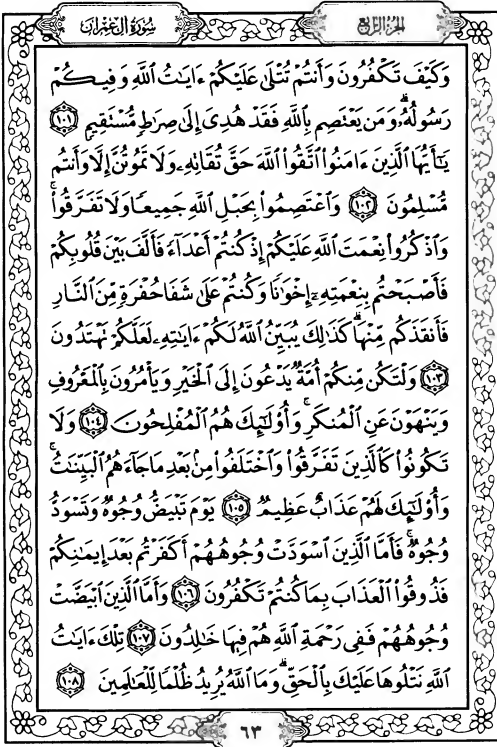 سُورَةُ آلِ عِمۡرَانَ
الجُزْءُ الرَّابِعُ
وَكَيۡفَ تَكۡفُرُونَ وَأَنتُمۡ تُتۡلَىٰ عَلَيۡكُمۡ ءَايَٰتُ ٱللَّهِ وَفِيكُمۡ
رَسُولُهُۥۗ وَمَن يَعۡتَصِم بِٱللَّهِ فَقَدۡ هُدِيَ إِلَىٰ صِرَٰطٖ مُّسۡتَقِيمٖ ١٠١
يَٰٓأَيُّهَا ٱلَّذِينَ ءَامَنُواْ ٱتَّقُواْ ٱللَّهَ حَقَّ تُقَاتِهِۦ وَلَا تَمُوتُنَّ إِلَّا وَأَنتُم
مُّسۡلِمُونَ ١٠٢ وَٱعۡتَصِمُواْ بِحَبۡلِ ٱللَّهِ جَمِيعٗا وَلَا تَفَرَّقُواْۚ
وَٱذۡكُرُواْ نِعۡمَتَ ٱللَّهِ عَلَيۡكُمۡ إِذۡ كُنتُمۡ أَعۡدَآءٗ فَأَلَّفَ بَيۡنَ قُلُوبِكُمۡ
فَأَصۡبَحۡتُم بِنِعۡمَتِهِۦٓ إِخۡوَٰنٗا وَكُنتُمۡ عَلَىٰ شَفَا حُفۡرَةٖ مِّنَ ٱلنَّارِ
فَأَنقَذَكُم مِّنۡهَاۗ كَذَٰلِكَ يُبَيِّنُ ٱللَّهُ لَكُمۡ ءَايَٰتِهِۦ لَعَلَّكُمۡ تَهۡتَدُونَ
١٠٣ وَلۡتَكُن مِّنكُمۡ أُمَّةٞ يَدۡعُونَ إِلَى ٱلۡخَيۡرِ وَيَأۡمُرُونَ بِٱلۡمَعۡرُوفِ
وَيَنۡهَوۡنَ عَنِ ٱلۡمُنكَرِۚ وَأُوْلَٰٓئِكَ هُمُ ٱلۡمُفۡلِحُونَ ١٠٤ وَلَا
تَكُونُواْ كَٱلَّذِينَ تَفَرَّقُواْ وَٱخۡتَلَفُواْ مِنۢ بَعۡدِ مَا جَآءَهُمُ ٱلۡبَيِّنَٰتُۚ
وَأُوْلَٰٓئِكَ لَهُمۡ عَذَابٌ عَظِيمٞ ١٠٥ يَوۡمَ تَبۡيَضُّ وُجُوهٞ وَتَسۡوَدُّ
وُجُوهٞۚ فَأَمَّا ٱلَّذِينَ ٱسۡوَدَّتۡ وُجُوهُهُمۡ أَكَفَرۡتُم بَعۡدَ إِيمَٰنِكُمۡ
فَذُوقُواْ ٱلۡعَذَابَ بِمَا كُنتُمۡ تَكۡفُرُونَ ١٠٦ وَأَمَّا ٱلَّذِينَ ٱبۡيَضَّتۡ
وُجُوهُهُمۡ فَفِي رَحۡمَةِ ٱللَّهِ هُمۡ فِيهَا خَٰلِدُونَ ١٠٧ تِلۡكَ ءَايَٰتُ
ٱللَّهِ نَتۡلُوهَا عَلَيۡكَ بِٱلۡحَقِّۗ وَمَا ٱللَّهُ يُرِيدُ ظُلۡمٗا لِّلۡعَٰلَمِينَ ١٠٨
٦٣